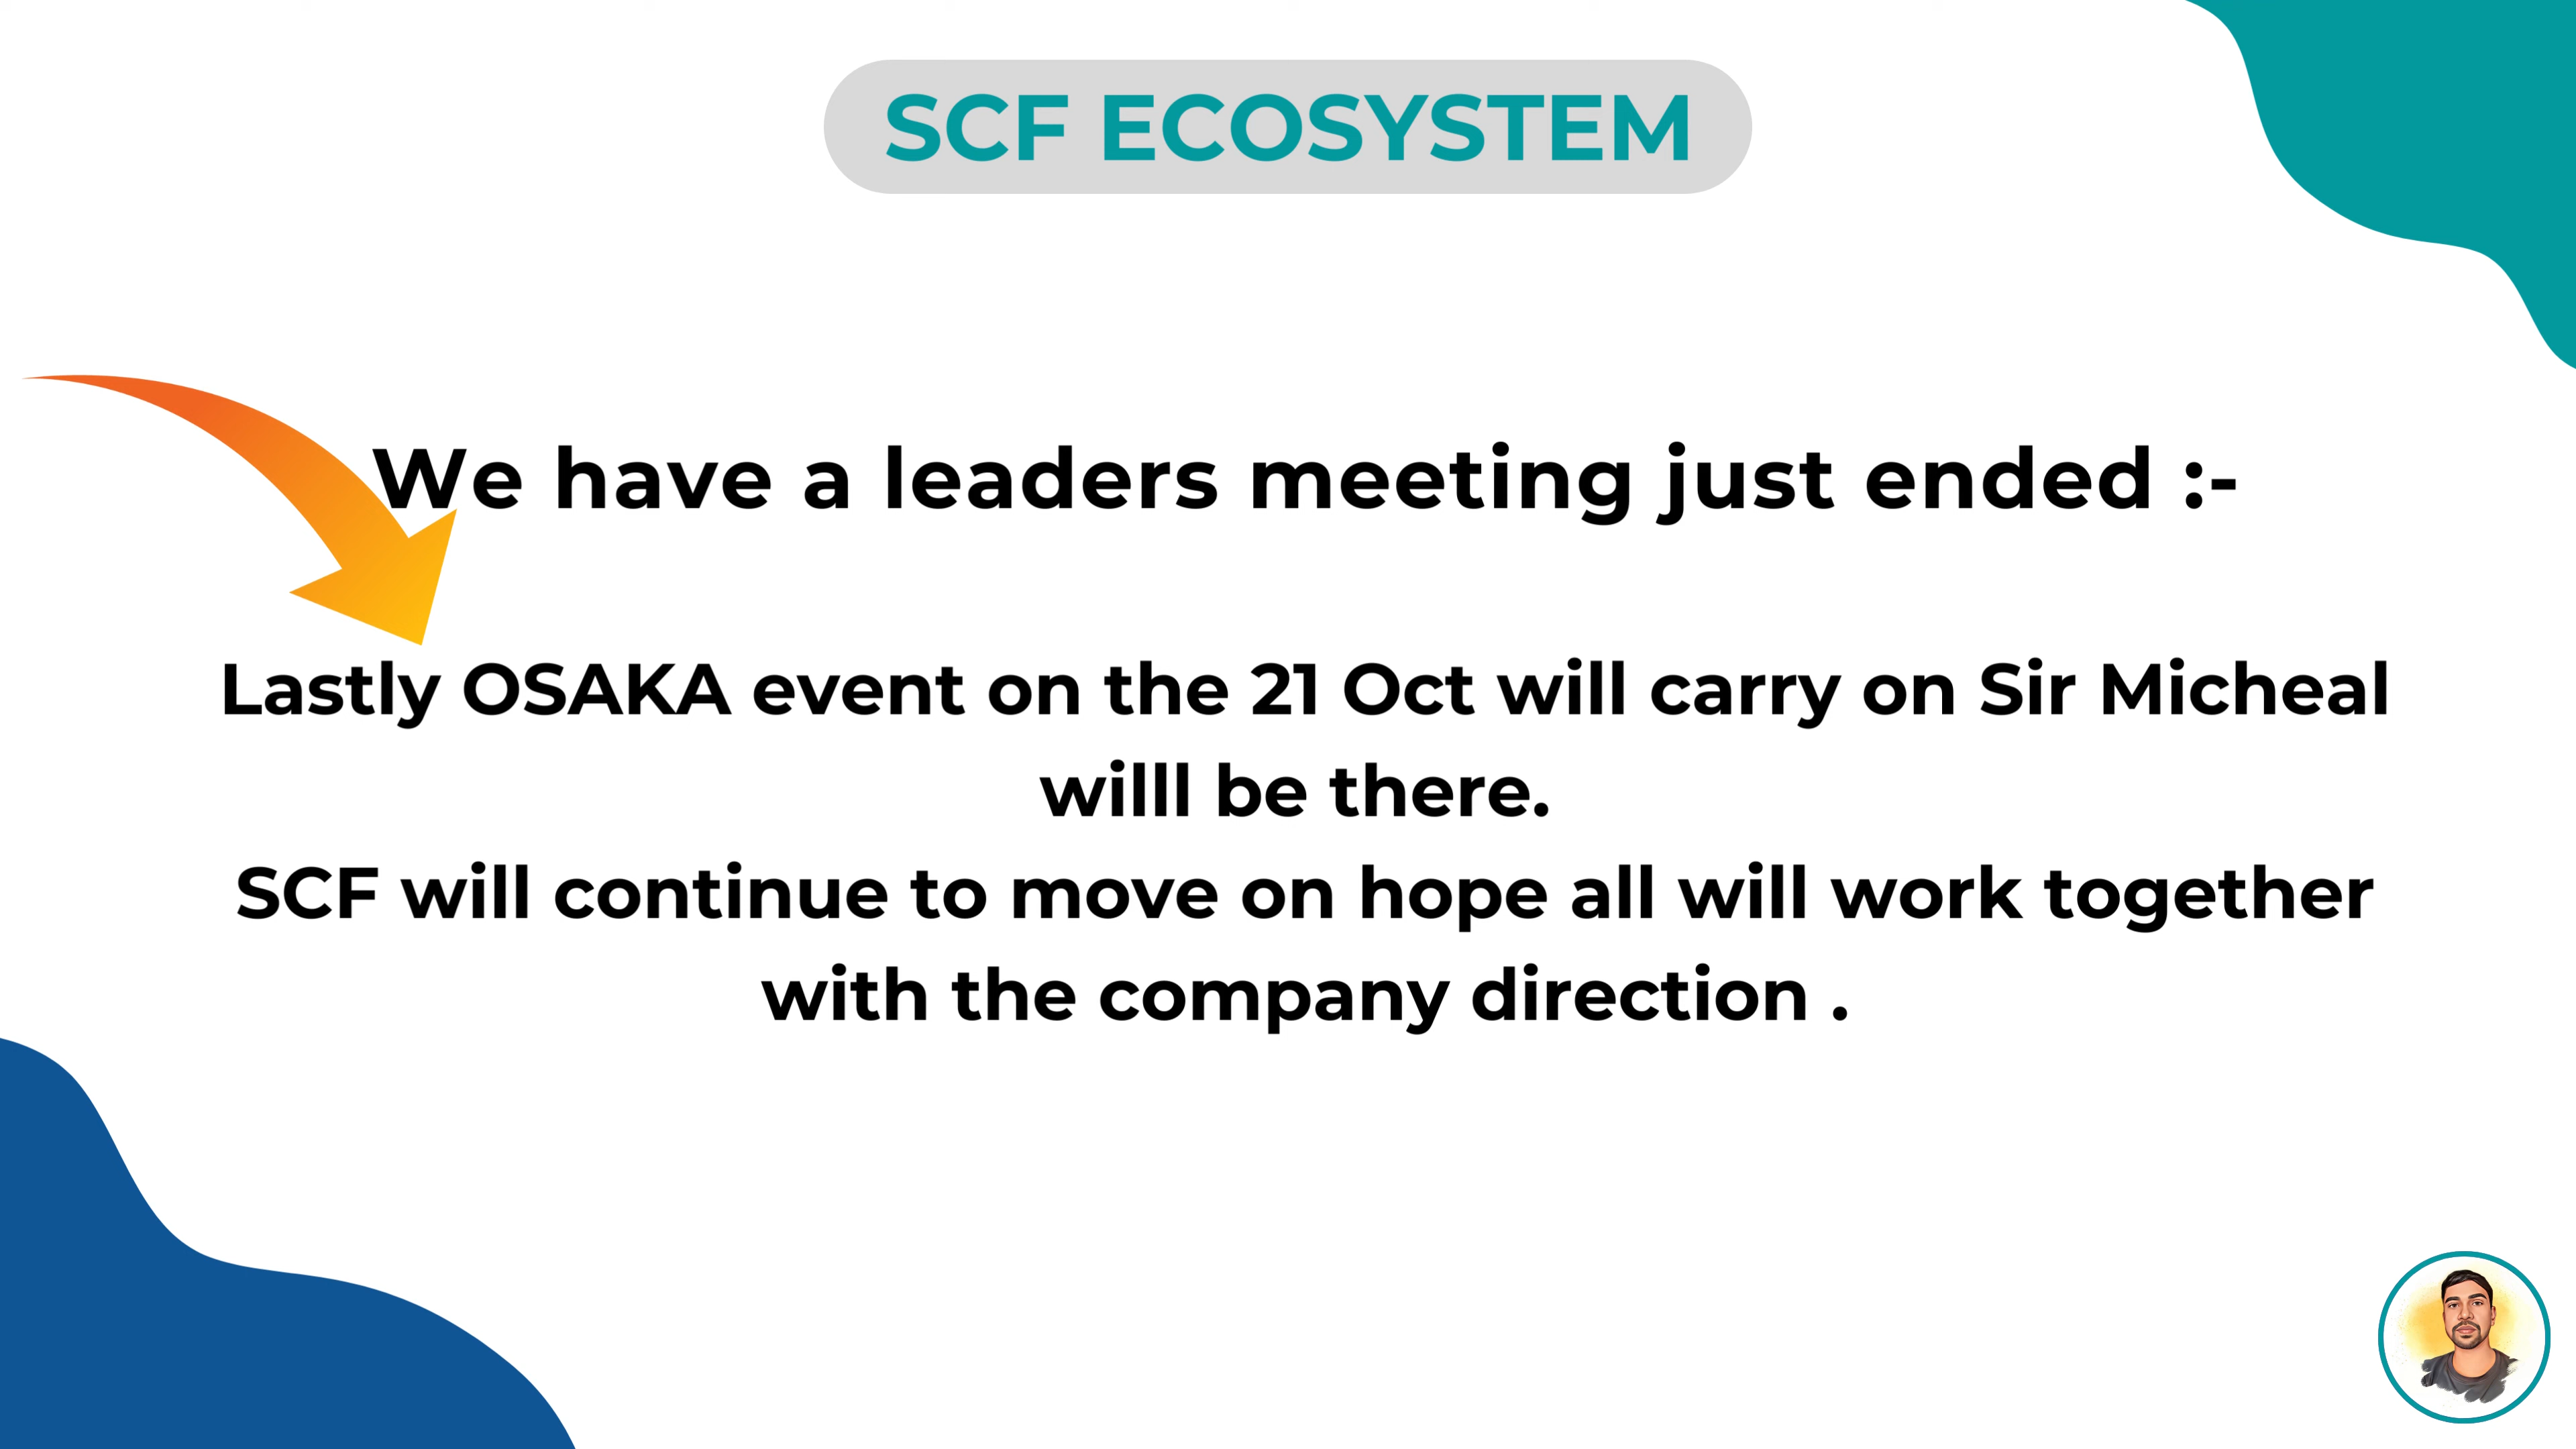 SCF ECOSYSTEM
We have a leaders meeting just ended :-
Lastly OSAKA event on the 21 Oct will carry on Sir Micheal
willl be there.
SCF will continue to move on hope all will work together
with the company direction .